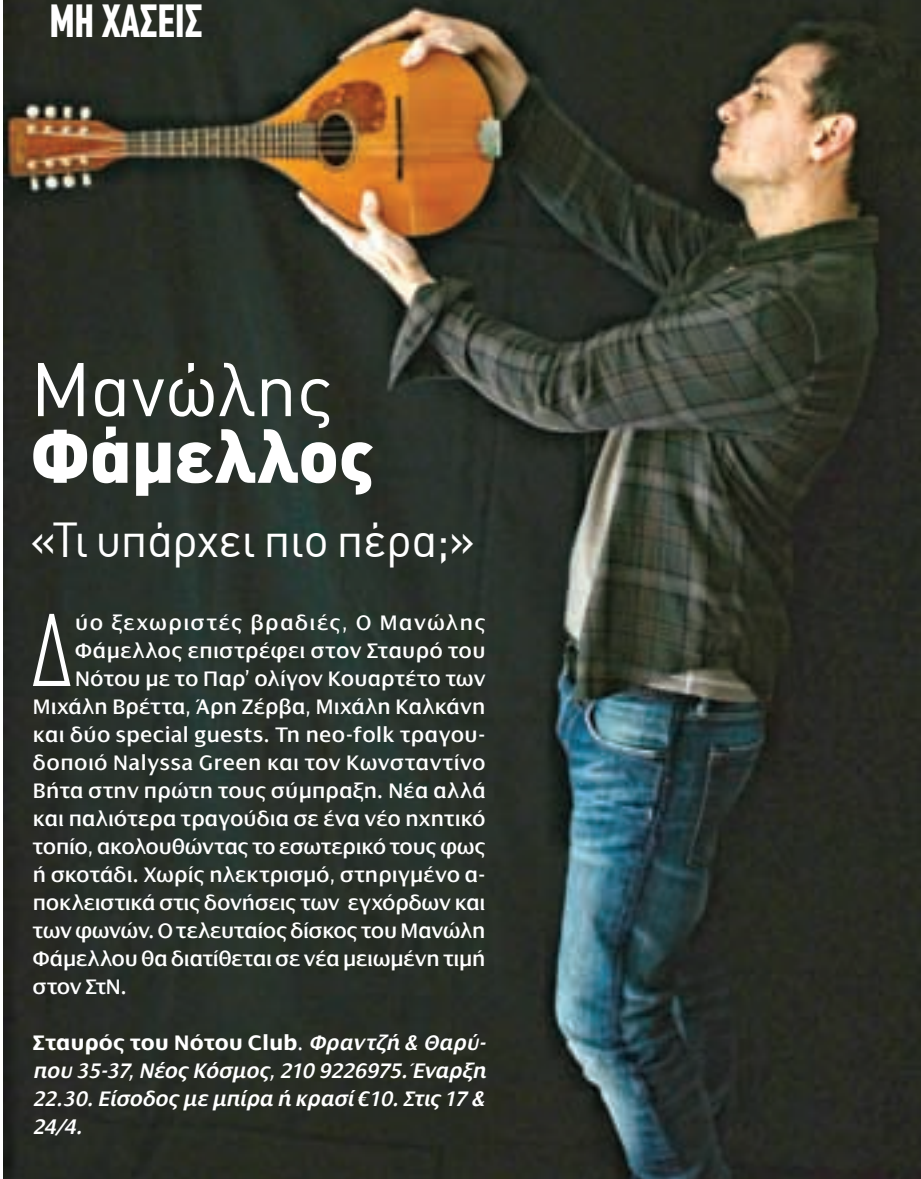 ΜΗ ΧΑΣΕΙΣ
Μανώλης
Φάμελλος
«Τι υπάρχει πιο πέρα;»
Δύο ξεχωριστές βραδιές, Ο Μανώλης
Φάμελλος επιστρέφει στον Σταυρό του
Νότου με το Παρ’ ολίγον Κουαρτέτο των
Μιχάλη Βρέττα, Άρη Ζέρβα, Μιχάλη Καλκάνη
και δύο special guests. Τη neo-folk τραγου-
δοποιό Nalyssa Green και τον Κωνσταντίνο
Βήτα στην πρώτη τους σύμπραξη. Νέα αλλά
και παλιότερα τραγούδια σε ένα νέο ηχητικό
τοπίο, ακολουθώντας το εσωτερικό τους φως
ή σκοτάδι. Χωρίς ηλεκτρισμό, στηριγμένο α-
ποκλειστικά στις δονήσεις των εγχόρδων και
των φωνών. Ο τελευταίος δίσκος του Μανώλη
Φάμελλου θα διατίθεται σε νέα μειωμένη τιμή
στον ΣτΝ.
Σταυρός του Νότου Club. Φραντζή & Θαρύ-
που 35-37, Νέος Κόσμος, 210 9226975. Έναρξη
22.30. Είσοδος με μπίρα ή κρασί €10. Στις 17 &
24/4.